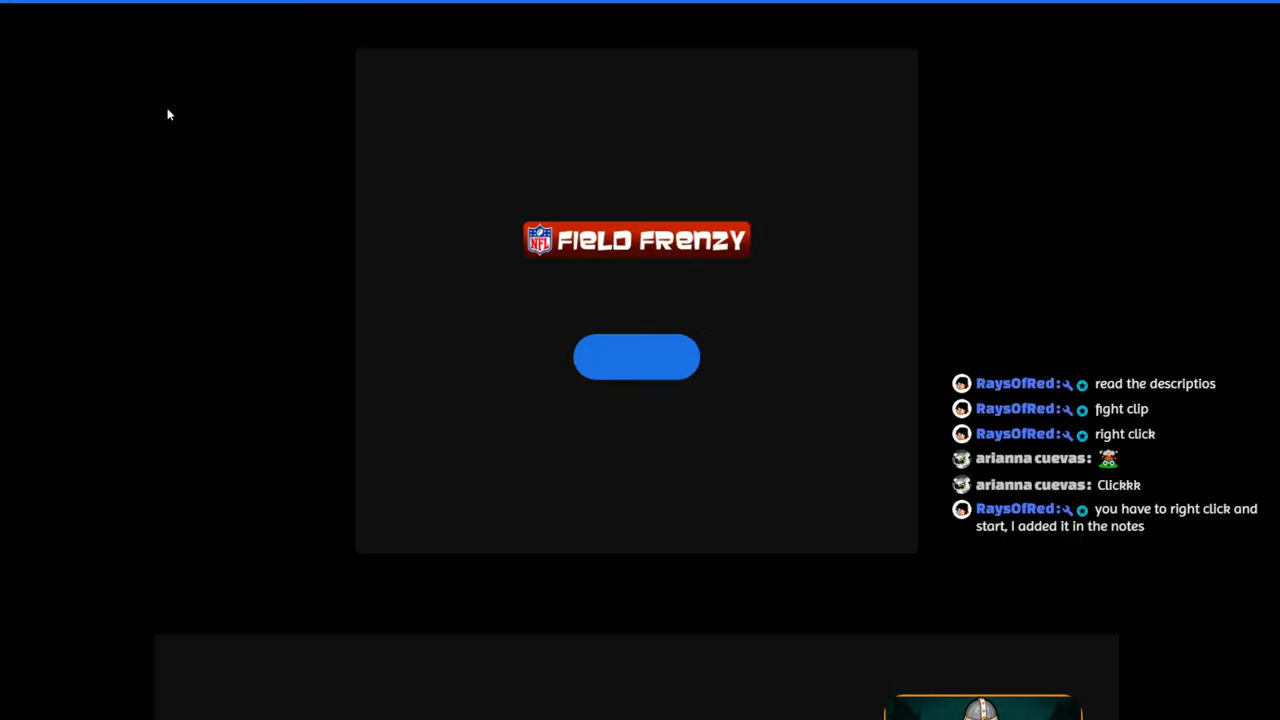 NFL FIELD FRENZY
RaysOfRed: read the descriptios
RaysOfRed: fight clip
RaysOfRed: right click
arianna cuevas:
arianna cuevas: Clickkk
RaysOfRed: you have to right click and
start, I added it in the notes